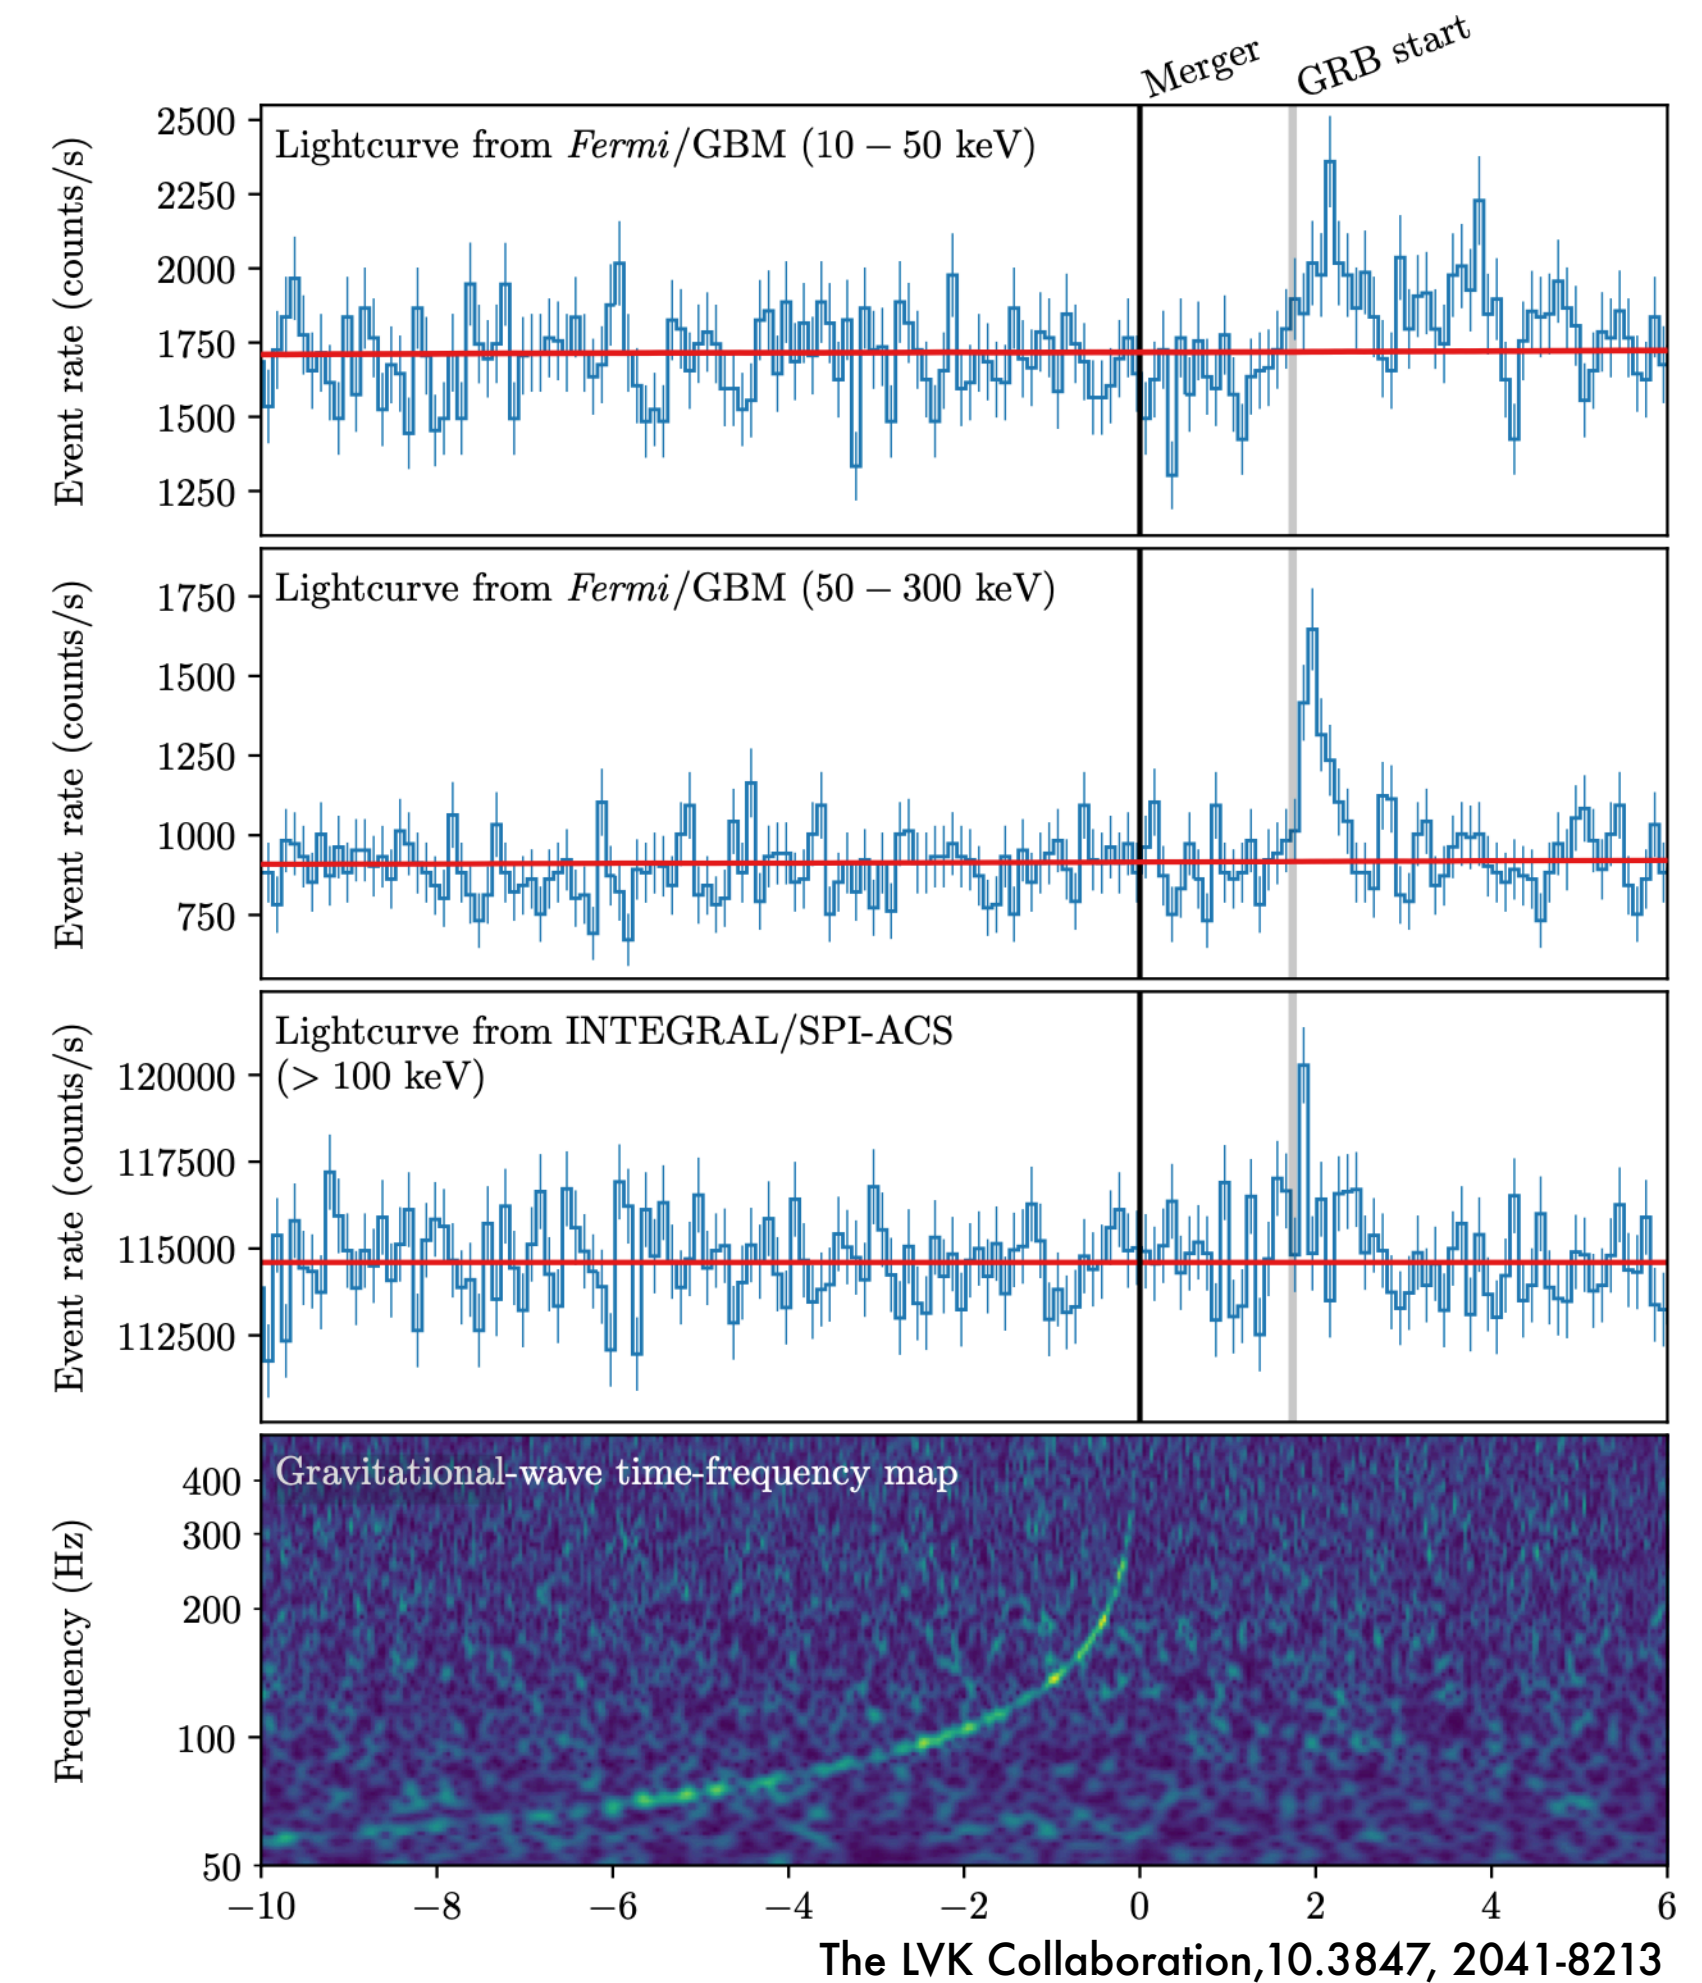 Merger
GRB start
Lightcurve from Fermi/GBM (10 – 50 keV)
Event rate (counts/s)
2500
2250
2000
1750
1500
1250
Lightcurve from Fermi/GBM (50 – 300 keV)
Event rate (counts/s)
1750
1500
1250
1000
750
Lightcurve from INTEGRAL/SPI-ACS
(> 100 keV)
Event rate (counts/s)
120000
117500
115000
112500
Gravitational-wave time-frequency map
Frequency (Hz)
400
300
200
100
50
−10 −8 −6 −4 −2 0 2 4 6
The LVK Collaboration,10.3847, 2041-8213